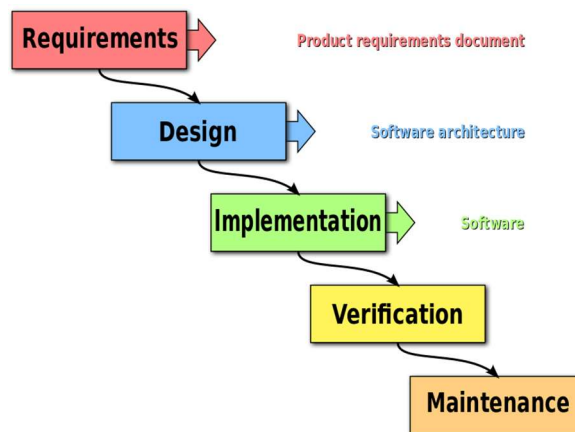 Requirements
Product requirements document
Design
Software architecture
Implementation
Software
Verification
Maintenance